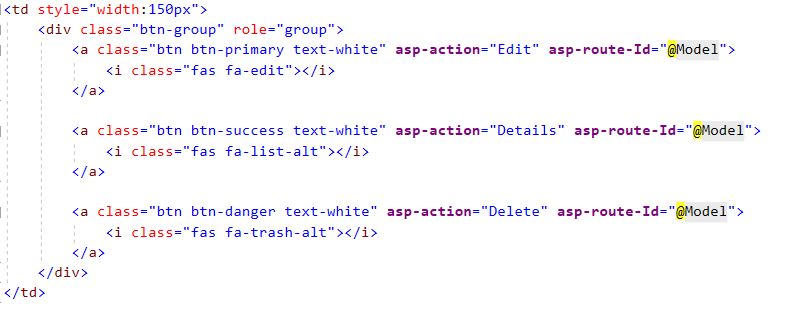 <td style="width:150px">
<div class="btn-group" role="group">
<a class="btn btn-primary text-white" asp-action="Edit" asp-route-Id="@Model">
<i class="fas fa-edit"></i>
</a>
<a class="btn btn-success text-white" asp-action="Details" asp-route-Id="@Model">
<i class="fas fa-list-alt"></i>
</a>
<a class="btn btn-danger text-white" asp-action="Delete" asp-route-Id="@Model">
<i class="fas fa-trash-alt"></i>
</a>
</div>
</td>